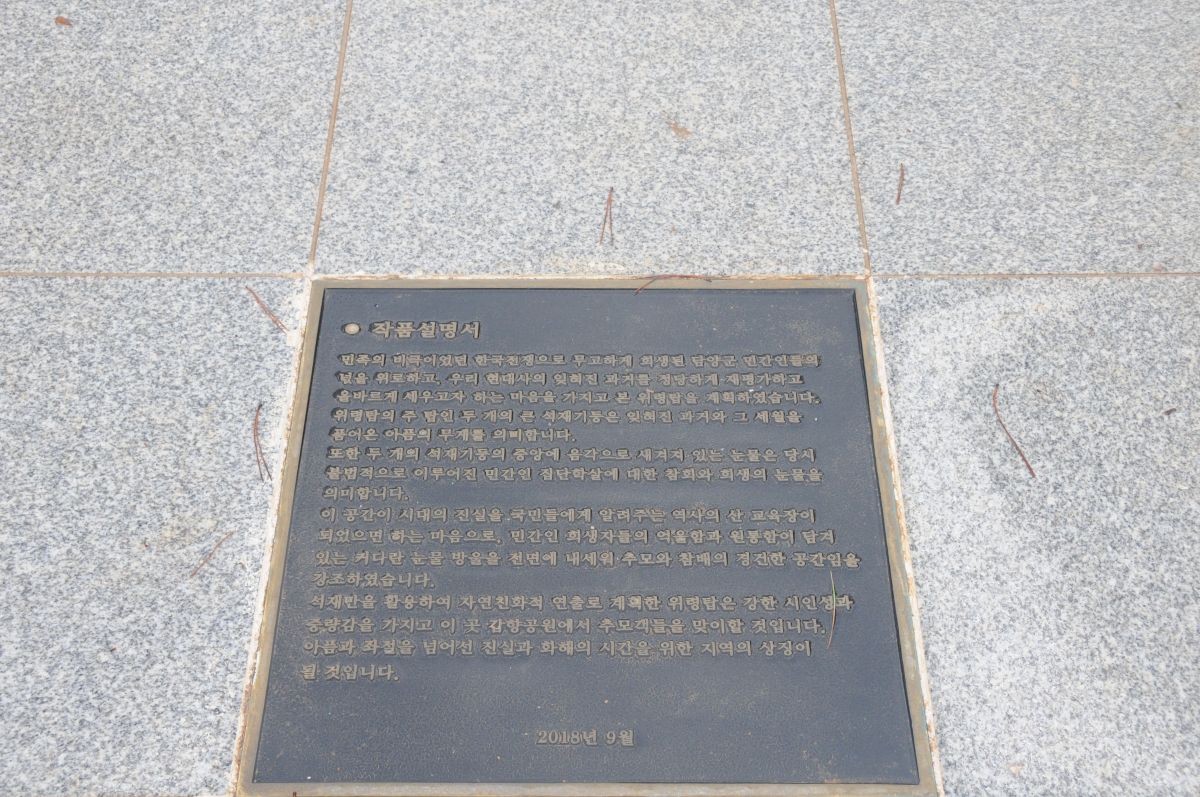 작품설명서
민족의 비극이었던 한국전쟁으로 무고하게 희생된 담양군 민간인들의
넋을 위로하고, 우리 현대사의 잊혀진 과거를 정당하게 재평가하고
올바르게 세우고자 하는 마음을 가지고 본 위령탑을 계획하였습니다.
위령탑의 주 탑인 두 개의 큰 석재기둥은 잊혀진 과거와 그 세월을
품어온 아픔의 무게를 의미합니다.
또한 두 개의 석재기둥의 중앙에 음각으로 새겨져 있는 눈물은 당시
불법적으로 이루어진 민간인 집단학살에 대한 참회와 희생의 눈물을
의미합니다.
이 공간이 시대의 진실을 국민들에게 알려주는 역사의 산 교육장이
되었으면 하는 마음으로, 민간인 희생자들의 억울함과 원통함이 담겨
있는 커다란 눈물 방울을 전면에 내세워 추모와 참배의 경건한 공간임을
강조하였습니다.
석재만을 활용하여 자연친화적 연출로 계획한 위령탑은 강한 시인성과
중량감을 가지고 이 곳 갑향공원에서 추모객들을 맞이할 것입니다.
아픔과 좌절을 넘어선 진실과 화해의 시간을 위한 지역의 상징이
될 것입니다.
2018년 9월